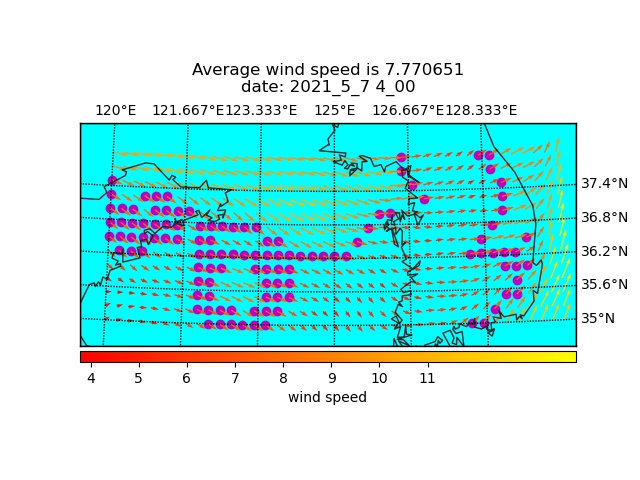 Average wind speed is 7.770651
date: 2021_5_7 4_00
120°E 121.667°E 123.333°E 125°E 126.667°E 128.333°E
37.4°N
36.8°N
36.2°N
35.6°N
35°N
4 5 6 7 8 9 10 11
wind speed